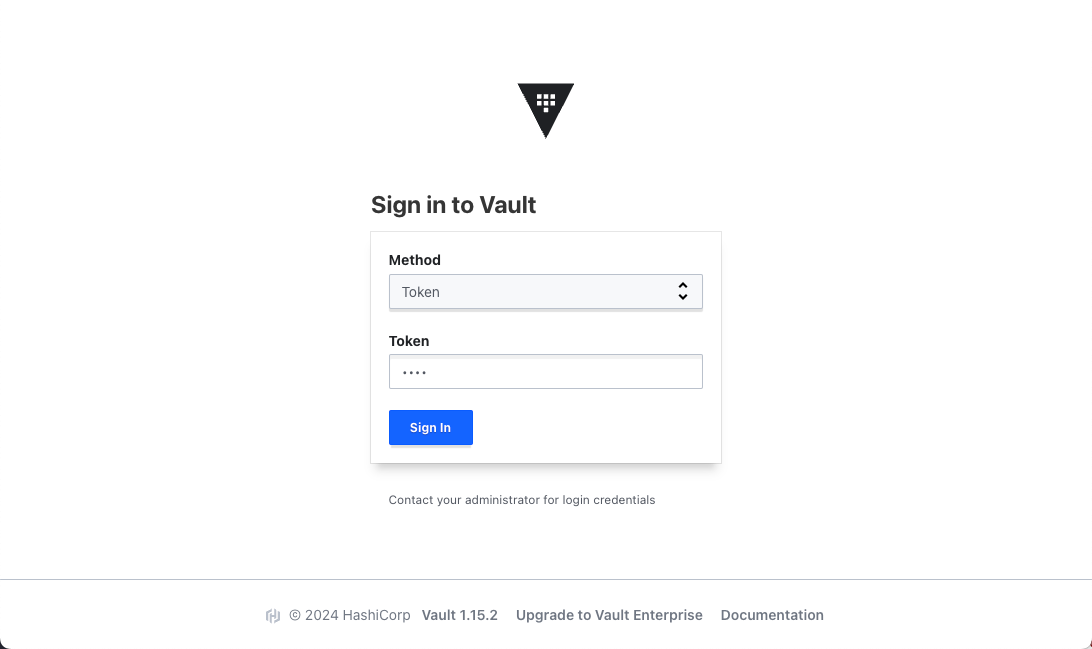 Sign in to Vault
Method
Token
Token
••••
Sign In
Contact your administrator for login credentials
© 2024 HashiCorp Vault 1.15.2 Upgrade to Vault Enterprise Documentation